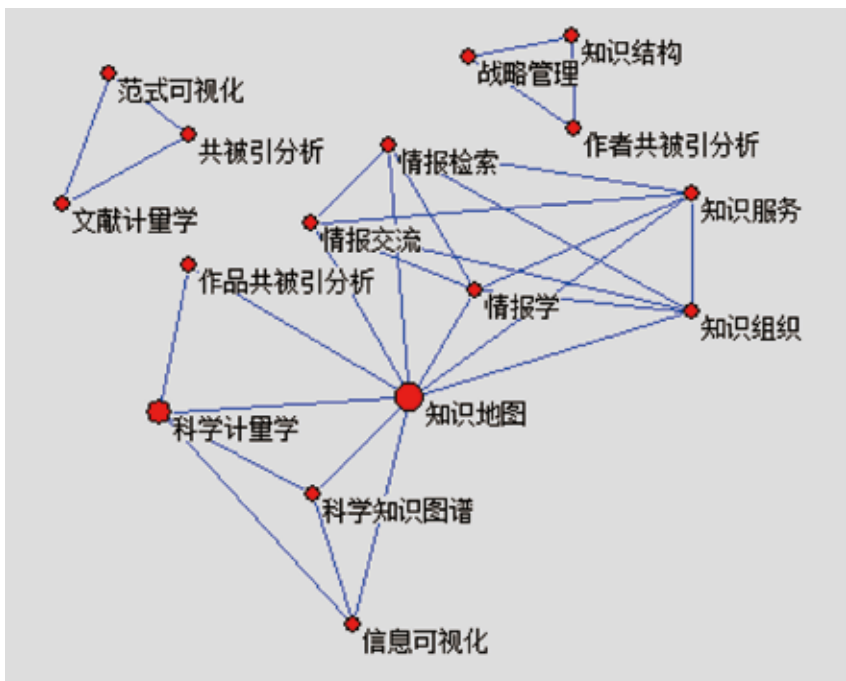 知识结构
战略管理
范式可视化
作者共被引分析
共被引分析
情报检索
知识服务
文献计量学
情报交流
作品共被引分析
情报学
知识组织
知识地图
科学计量学
科学知识图谱
信息可视化